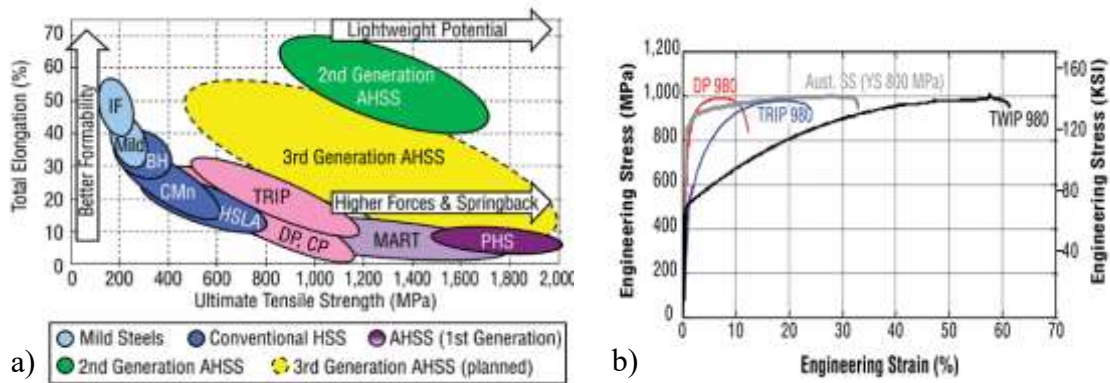 Total Elongation (%)
70
60
50
40
30
20
10
0
Better Formability
Lightweight Potential
2nd Generation
AHSS
3rd Generation AHSS
Higher Forces & Springback
IF
Mild
BH
CMn
HSLA
TRIP
DP, CP
MART
PHS
0 200 400 600 800 1,000 1,200 1,400 1,600 1,800 2,000
Ultimate Tensile Strength (MPa)
Mild Steels Conventional HSS AHSS (1st Generation)
2nd Generation AHSS 3rd Generation AHSS (planned)
a)
Engineering Stress (MPa)
1,200
1,000
800
600
400
200
0
DP 980
Aust. SS (YS 800 MPa)
TRIP 980
TWIP 980
160
120
80
40
Engineering Stress (KSI)
0 10 20 30 40 50 60 70
Engineering Strain (%)
b)